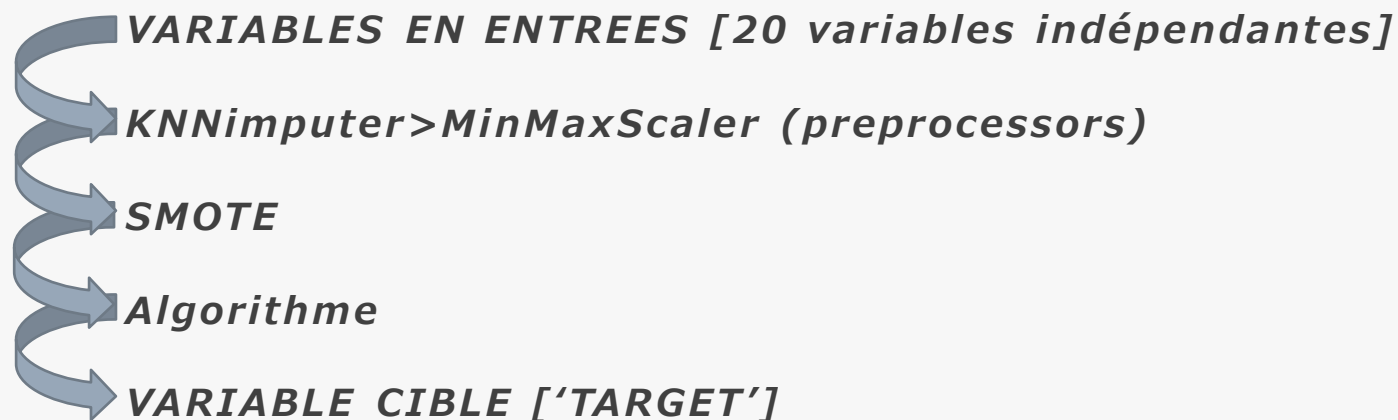 VARIABLES EN ENTREES [20 variables indépendantes]
KNNimputer>MinMaxScaler (preprocessors)
SMOTE
Algorithme
VARIABLE CIBLE [‘TARGET’]